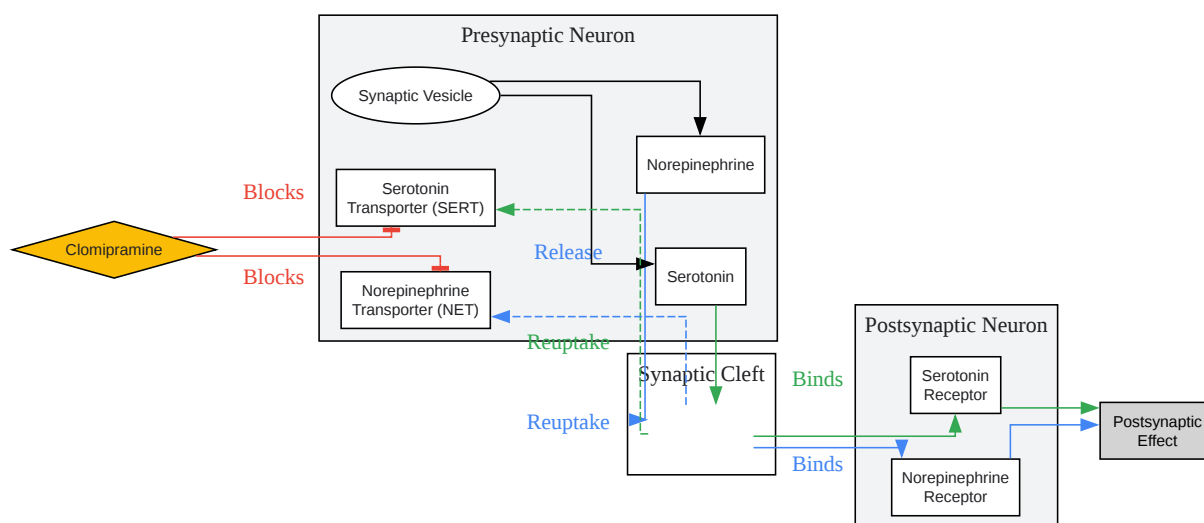 Presynaptic Neuron
Synaptic Vesicle
Norepinephrine
Blocks
Serotonin
Transporter (SERT)
Clomipramine
Release
Blocks
Serotonin
Norepinephrine
Transporter (NET)
Reuptake
Synaptic Cleft
Reuptake
Postsynaptic Neuron
Binds
Serotonin
Receptor
Binds
Norepinephrine
Receptor
Postsynaptic
Effect